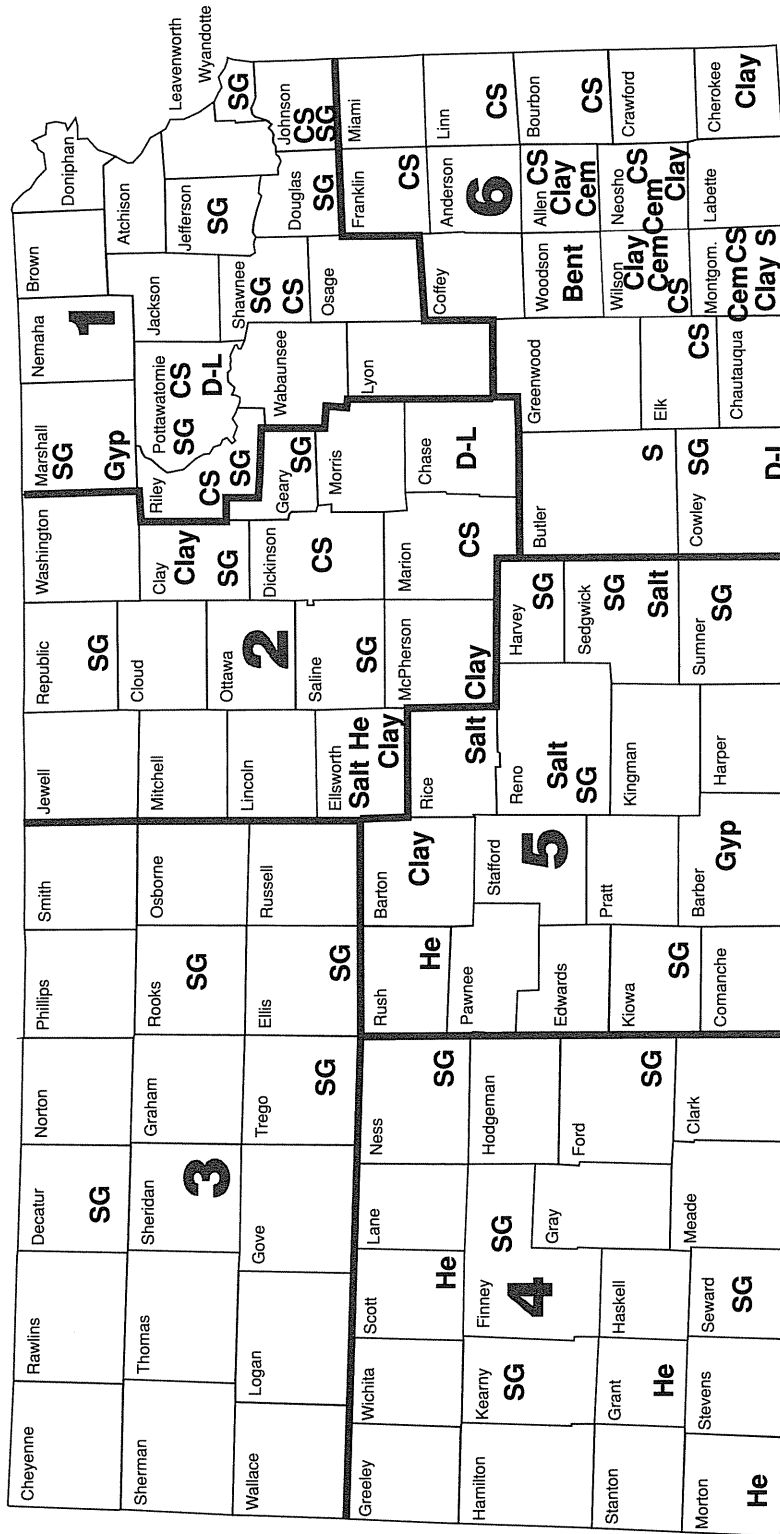 Cheyenne
Rawlins
Decatur
SG
Norton
Phillips
Smith
Jewell
Republic
SG
Washington
Marshall
SG
Gyp
Nemaha
1
Brown
Doniphan
Sherman
Thomas
Sheridan
3
Graham
Rooks
SG
Osborne
Mitchell
Cloud
Clay
Clay
SG
Riley
CS
SG
Pottawatomie
SG
CS
D-L
Jackson
Atchison
Jefferson
SG
Leavenworth
Wyandotte
SG
Wallace
Logan
Gove
Trego
SG
Ellis
SG
Russell
Lincoln
Ottawa
2
Ellsworth
Salt He
Clay
Saline
SG
Dickinson
CS
Geary
SG
Morris
Wabaunsee
Shawnee
SG
CS
Osage
Douglas
SG
Johnson
CS
SG
Greeley
Wichita
Scott
He
Lane
Ness
SG
Rush
He
Barton
Clay
Rice
Salt
McPherson
Clay
Marion
CS
Chase
D-L
Lyon
Coffey
Franklin
CS
Miami
Anderson
6
Linn
CS
Hamilton
Kearny
SG
Finney
SG
4
Gray
Hodgeman
Pawnee
Stafford
5
Edwards
Reno
Salt
SG
Harvey
SG
Sedgwick
SG
Salt
Butler
S
Greenwood
Woodson
Bent
Allen CS
Clay
Cem
Bourbon
CS
Stanton
Grant
He
Haskell
Ford
SG
Kiowa
SG
Pratt
Kingman
Elk
CS
Wilson
Clay
Cem
CS
Neosho
CS
Cem
Clay
Crawford
Morton
He
Stevens
Seward
SG
Meade
Clark
Comanche
Barber
Gyp
Harper
Sumner
SG
Cowley
SG
D-L
Chautauqua
Montgom.
Cem CS
Clay S
Labette
Cherokee
Clay